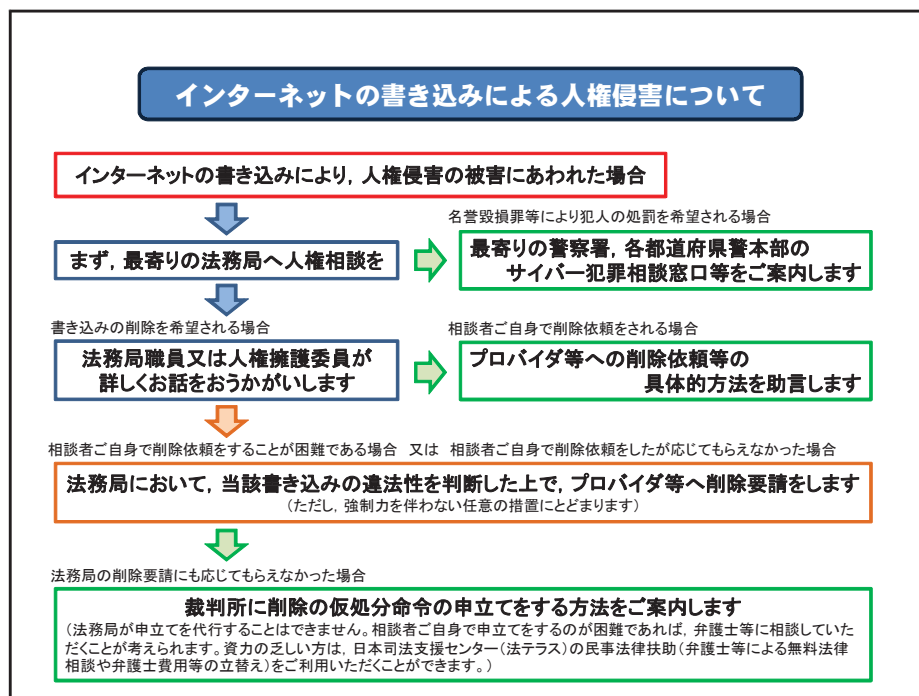 インターネットの書き込みによる人権侵害について
インターネットの書き込みにより，人権侵害の被害にあわれた場合
名誉毀損罪等により犯人の処罰を希望される場合
まず，最寄りの法務局へ人権相談を
最寄りの警察署，各都道府県警本部の
サイバー犯罪相談窓口等をご案内します
書き込みの削除を希望される場合
法務局職員又は人権擁護委員が
詳しくお話をおうかがいします
相談者ご自身で削除依頼をされる場合
プロバイダ等への削除依頼等の
具体的方法を助言します
相談者ご自身で削除依頼をすることが困難である場合　又は　相談者ご自身で削除依頼をしたが応じてもらえなかった場合
法務局において，当該書き込みの違法性を判断した上で，プロバイダ等へ削除要請をします
（ただし，強制力を伴わない任意の措置にとどまります）
法務局の削除要請にも応じてもらえなかった場合
裁判所に削除の仮処分命令の申立てをする方法をご案内します
（法務局が申立てを代行することはできません。相談者ご自身で申立てをするのが困難であれば，弁護士等に相談していた
だくことが考えられます。資力の乏しい方は，日本司法支援センター（法テラス）の民事法律扶助（弁護士等による無料法律
相談や弁護士費用等の立替え）をご利用いただくことができます。）